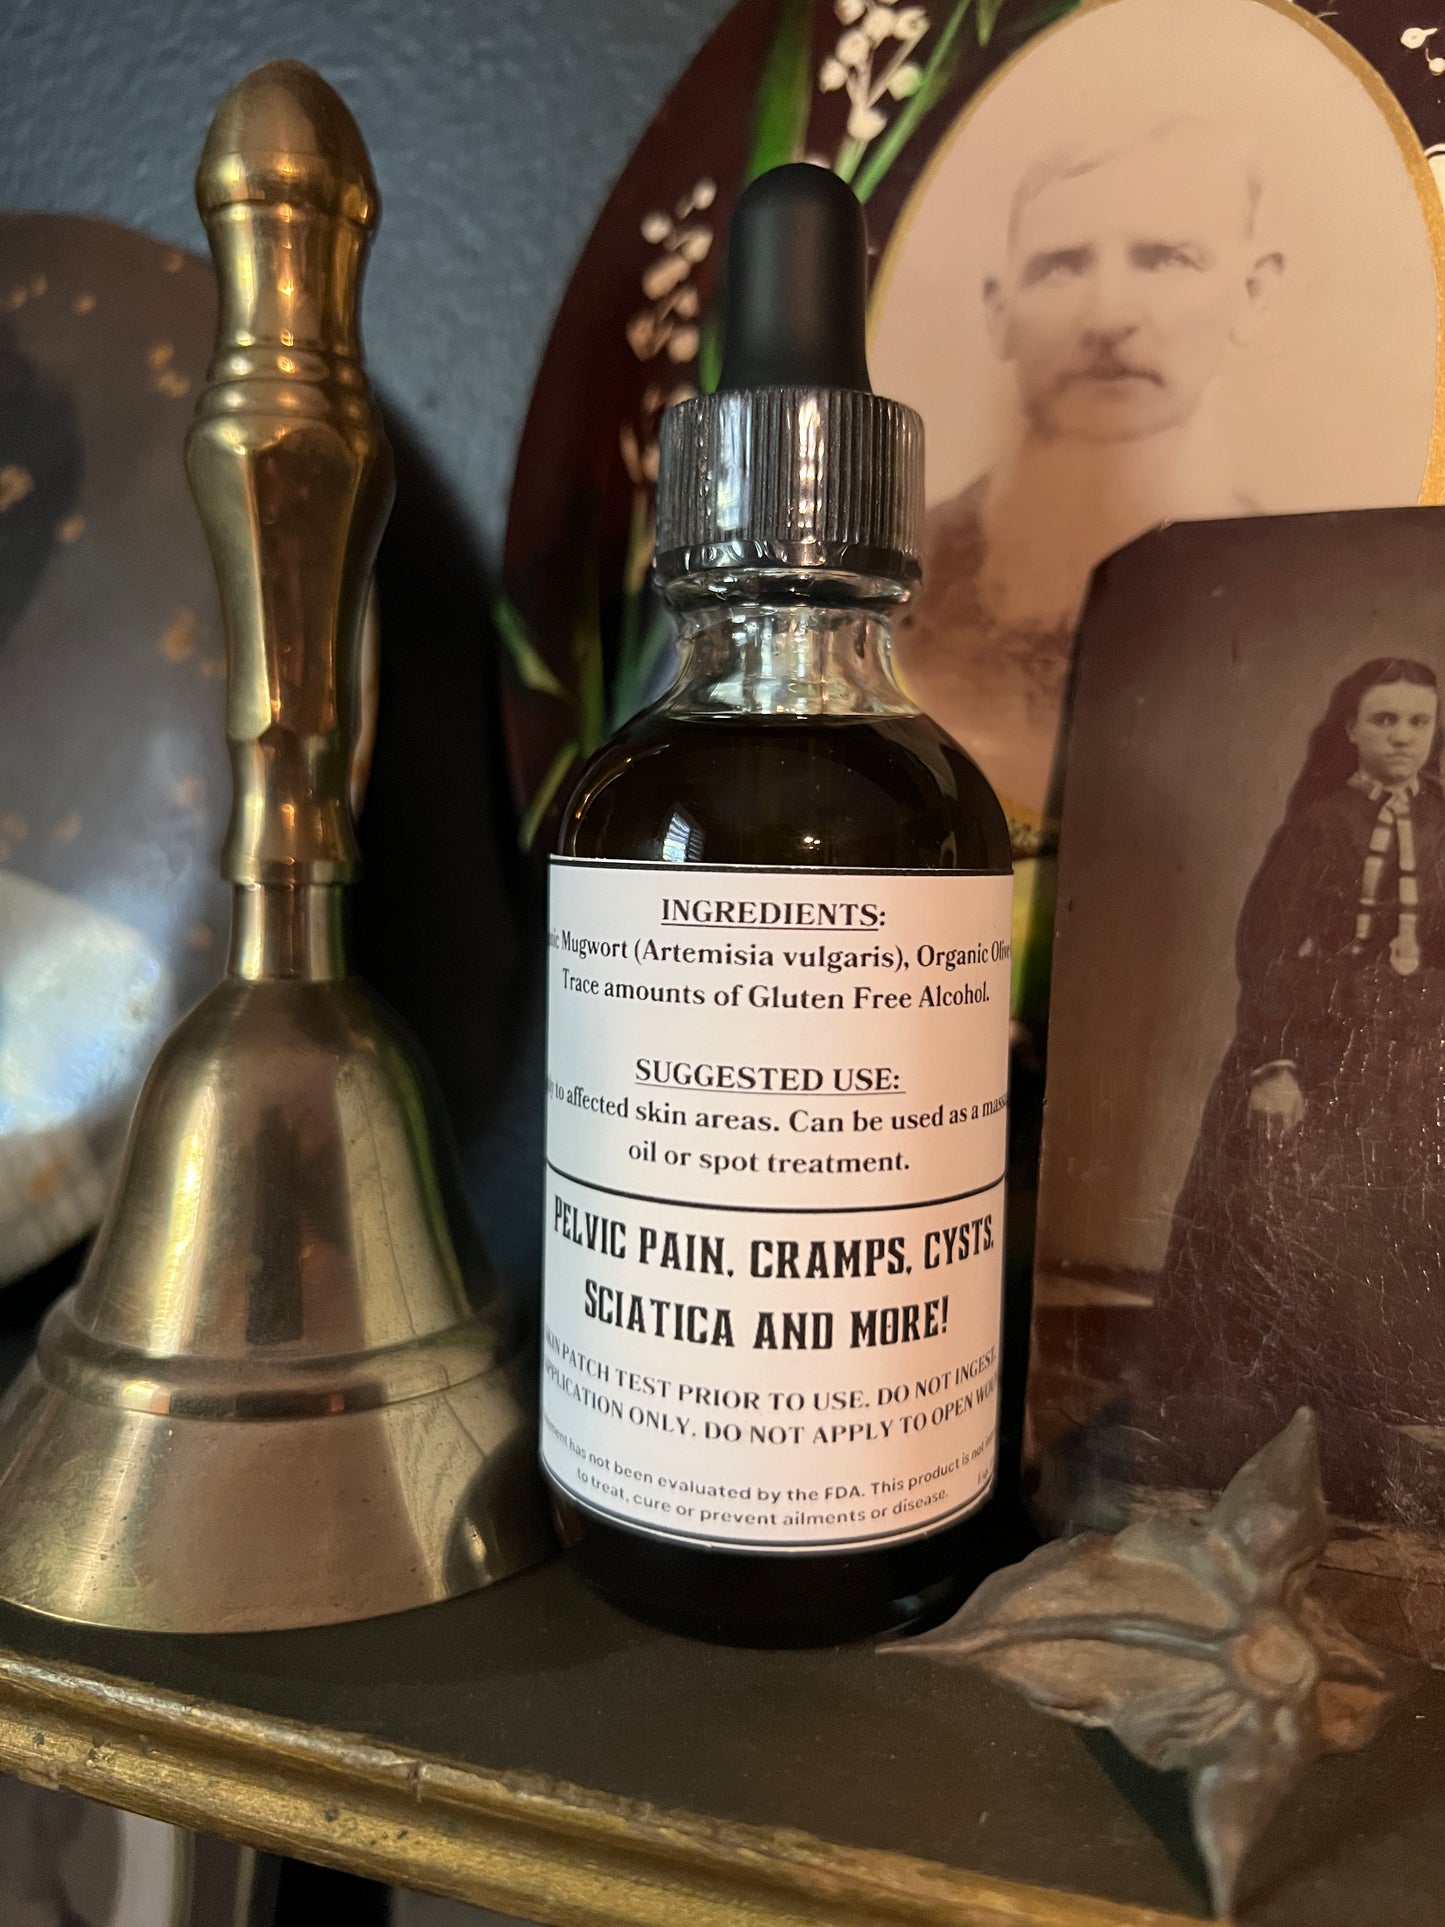 INGREDIENTS:
Mugwort (Artemisia vulgaris), Organic
Trace amounts of Gluten Free Alcohol.
SUGGESTED USE:
to affected skin areas. Can be used as a
oil or spot treatment.
PELVIC PAIN, CRAMPS, CYSTS,
SCIATICA AND MORE!
PATCH TEST PRIOR TO USE. DO NOT INGEST.
APPLICATION ONLY. DO NOT APPLY TO OPEN
has not been evaluated by the FDA. This product is not
to treat, cure or prevent ailments or disease.